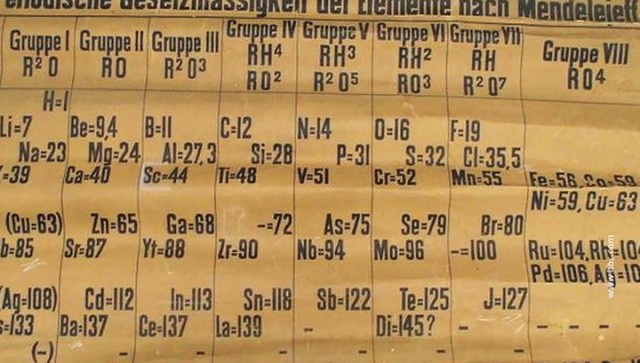 Gesetzmässigkeit der Elemente nach Mendelejeff
Gruppe I Gruppe II Gruppe III Gruppe IV Gruppe V Gruppe VI Gruppe VII Gruppe VIII
RH⁴ RH³ RH² RH
R²O RO R²O³ RO² R²O⁵ RO³ R²O⁷ RO⁴
H=1
Li=7 Be=9,4 B=11 C=12 N=14 O=16 F=19
Na=23 Mg=24 Al=27,3 Si=28 P=31 S=32 Cl=35,5
=39 Ca=40 Sc=44 Ti=48 V=51 Cr=52 Mn=55 Fe=56, Co=59
Ni=59, Cu=63
(Cu=63) Zn=65 Ga=68 -=72 As=75 Se=79 Br=80
b=85 Sr=87 Yt=88 Zr=90 Nb=94 Mo=96 -=100 Ru=104, Rh=10
Pd=106, A =10
(Ag=108) Cd=112 In=113 Sn=118 Sb=122 Te=125 J=127
s=133 Ba=137 Ce=137 La=139 - Di=145? - - - - -
(-) - - - - - -